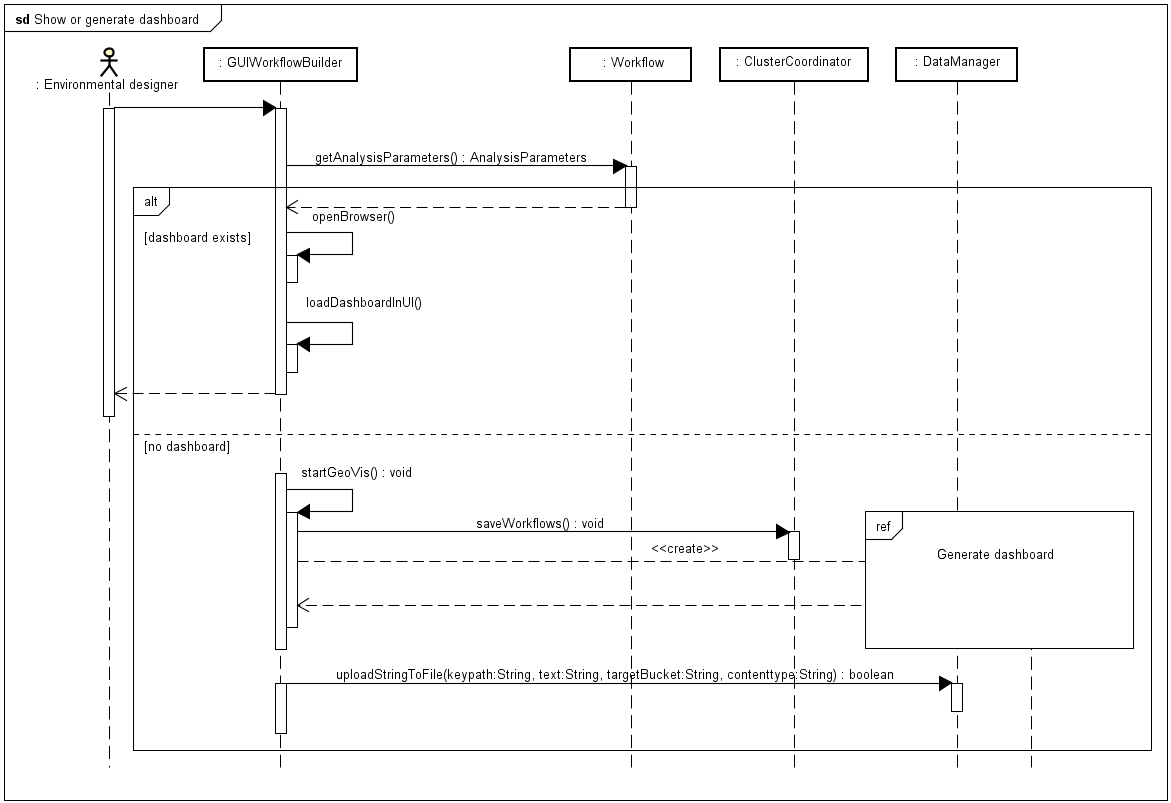 sd Show or generate dashboard
: Environmental designer
: GUIWorkflowBuilder
: Workflow
: ClusterCoordinator
: DataManager
getAnalysisParameters() : AnalysisParameters
alt
openBrowser()
[dashboard exists]
loadDashboardInUI()
[no dashboard]
startGeoVis() : void
saveWorkflows() : void
ref
<<create>>
Generate dashboard
uploadStringToFile(keypath:String, text:String, targetBucket:String, contenttype:String) : boolean